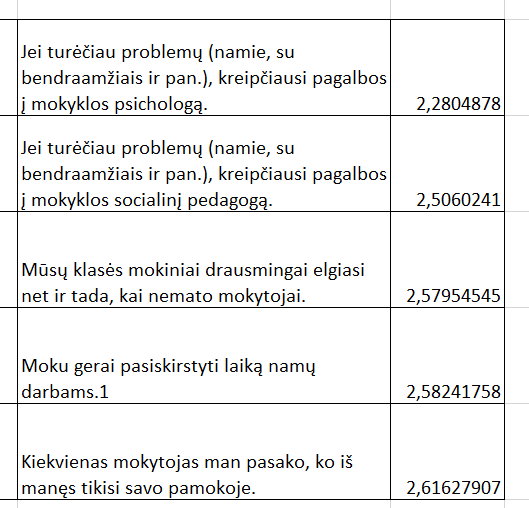 Jei turėčiau problemų (namie, su
bendraamžiais ir pan.), kreipčiausi pagalbos
į mokyklos psichologą.
2,2804878
Jei turėčiau problemų (namie, su
bendraamžiais ir pan.), kreipčiausi pagalbos
į mokyklos socialinį pedagogą.
2,5060241
Mūsų klasės mokiniai drausmingai elgiasi
net ir tada, kai nemato mokytojai.
2,57954545
Moku gerai pasiskirstyti laiką namų
darbams.1
2,58241758
Kiekvienas mokytojas man pasako, ko iš
manęs tikisi savo pamokoje.
2,61627907